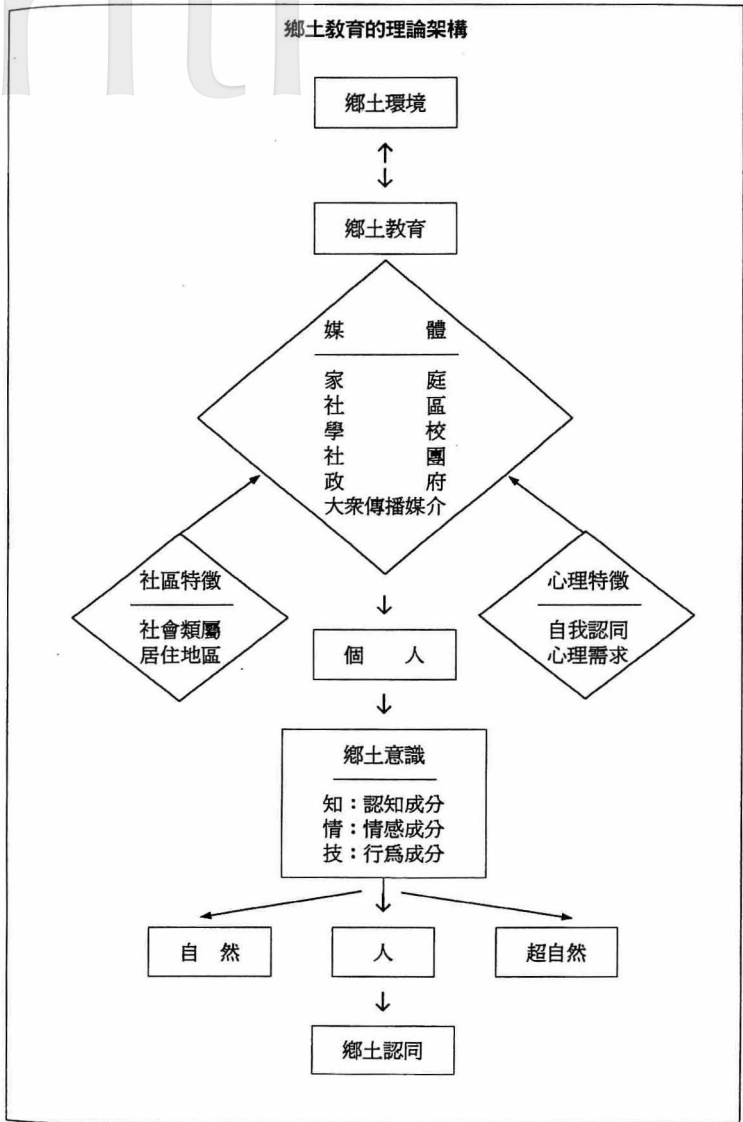 鄉土教育的理論架構
鄉土環境
鄉土教育
媒 體
家 庭
社 區
學 校
社 團
政 府
大眾傳播媒介
社區特徵
社會類屬
居住地區
心理特徵
自我認同
心理需求
個 人
鄉土意識
知：認知成分
情：情感成分
技：行爲成分
自 然
人
超自然
鄉土認同